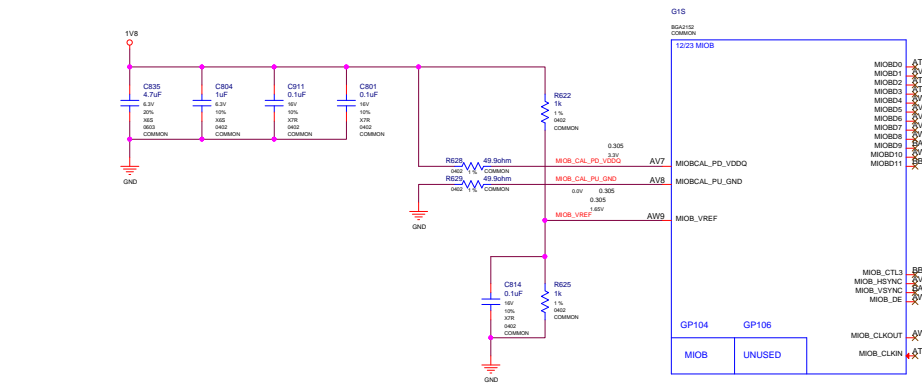 G1S
BGA2152
COMMON
1V8
12/23 MIOB
C835
4.7uF
6.3V
20%
X6S
0603
COMMON
C804
1uF
6.3V
10%
X6S
0402
COMMON
C911
0.1uF
16V
10%
X7R
0402
COMMON
C801
0.1uF
16V
10%
X7R
0402
COMMON
R622
1k
1 %
0402
COMMON
GND
R628 49.9ohm
0402 1 % COMMON
R629 49.9ohm
0402 1 % COMMON
GND
0.305
3.3V
MIOB_CAL_PD_VDDQ AV7 MIOBCAL_PD_VDDQ
MIOB_CAL_PU_GND AV8 MIOBCAL_PU_GND
0.0V 0.305
0.305
1.65V
MIOB_VREF AW9 MIOB_VREF
C814
0.1uF
16V
10%
X7R
0402
COMMON
R625
1k
1 %
0402
COMMON
GND
MIOBD0
MIOBD1
MIOBD2
MIOBD3
MIOBD4
MIOBD5
MIOBD6
MIOBD7
MIOBD8
MIOBD9
MIOBD10
MIOBD11
MIOB_CTL3
MIOB_HSYNC
MIOB_VSYNC
MIOB_DE
MIOB_CLKOUT
MIOB_CLKIN
GP104 GP106
MIOB UNUSED